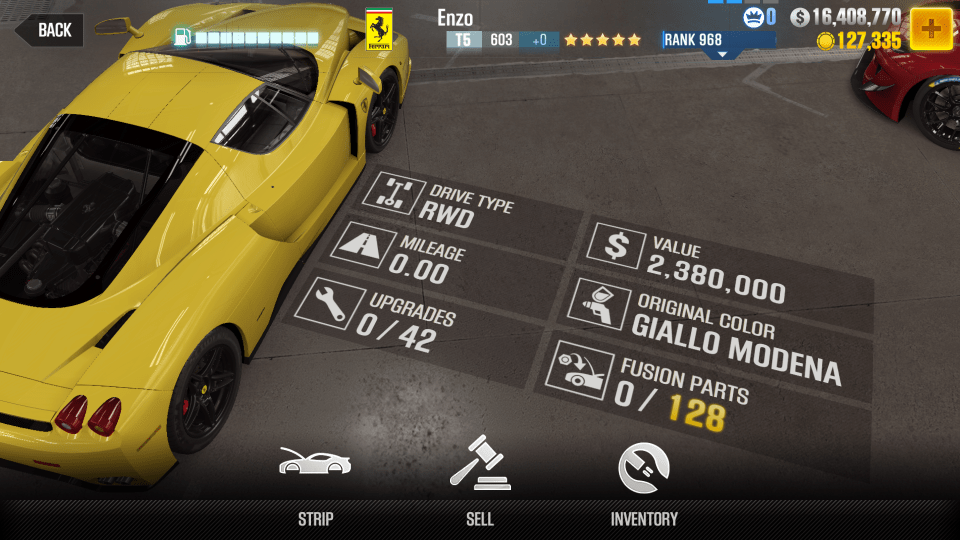 BACK
Ferrari
Enzo
T5 603 +0
RANK 968
0
16,408,770
127,335
DRIVE TYPE
RWD
MILEAGE
0.00
UPGRADES
0 / 42
VALUE
2,380,000
ORIGINAL COLOR
GIALLO MODENA
FUSION PARTS
0 / 128
STRIP
SELL
INVENTORY